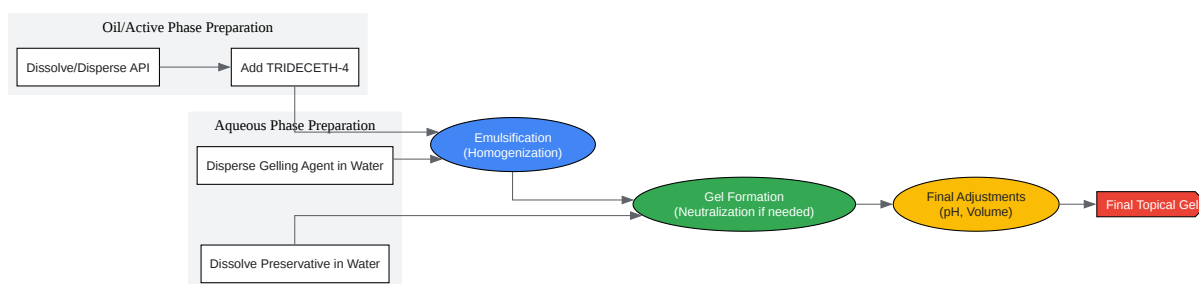 Oil/Active Phase Preparation
Dissolve/Disperse API
Add TRIDECETH-4
Aqueous Phase Preparation
Disperse Gelling Agent in Water
Dissolve Preservative in Water
Emulsification
(Homogenization)
Gel Formation
(Neutralization if needed)
Final Adjustments
(pH, Volume)
Final Topical Gel